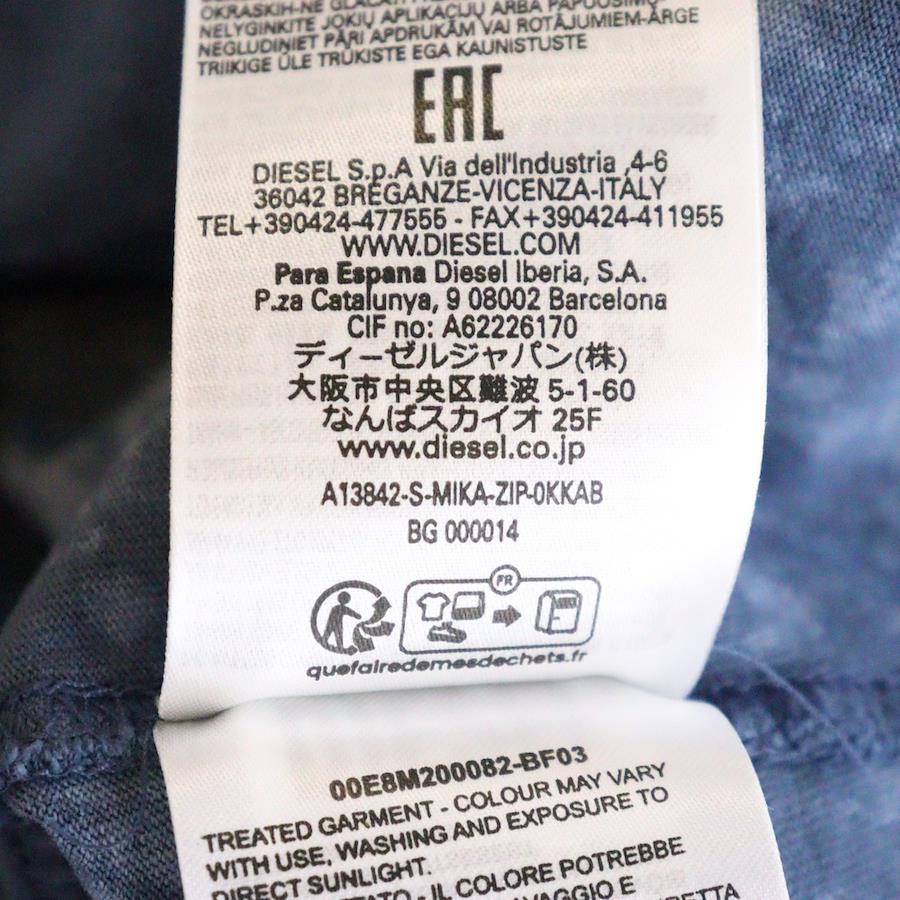 OKRASKIH-NE GLAČATI
NELYGINKITE JOKIŲ APLIKACIJŲ ARBA PAPUOŠIMŲ
NEGLUDINIET PĀRI APDRUKĀM VAI ROTĀJUMIEM-ÄRGE
TRIIKIGE ÜLE TRÜKISTE EGA KAUNISTUSTE
EAC
DIESEL S.p.A Via dell'Industria ,4-6
36042 BREGANZE-VICENZA-ITALY
TEL+390424-477555 - FAX+390424-411955
WWW.DIESEL.COM
Para Espana Diesel Iberia, S.A.
P.za Catalunya, 9 08002 Barcelona
CIF no: A62226170
ディーゼルジャパン(株)
大阪市中央区難波 5-1-60
なんばスカイオ 25F
www.diesel.co.jp
A13842-S-MIKA-ZIP-0KKAB
BG 000014
FR
quefairedemesdechets.fr
00E8M200082-BF03
TREATED GARMENT - COLOUR MAY VARY
WITH USE, WASHING AND EXPOSURE TO
DIRECT SUNLIGHT.
- IL COLORE POTREBBE